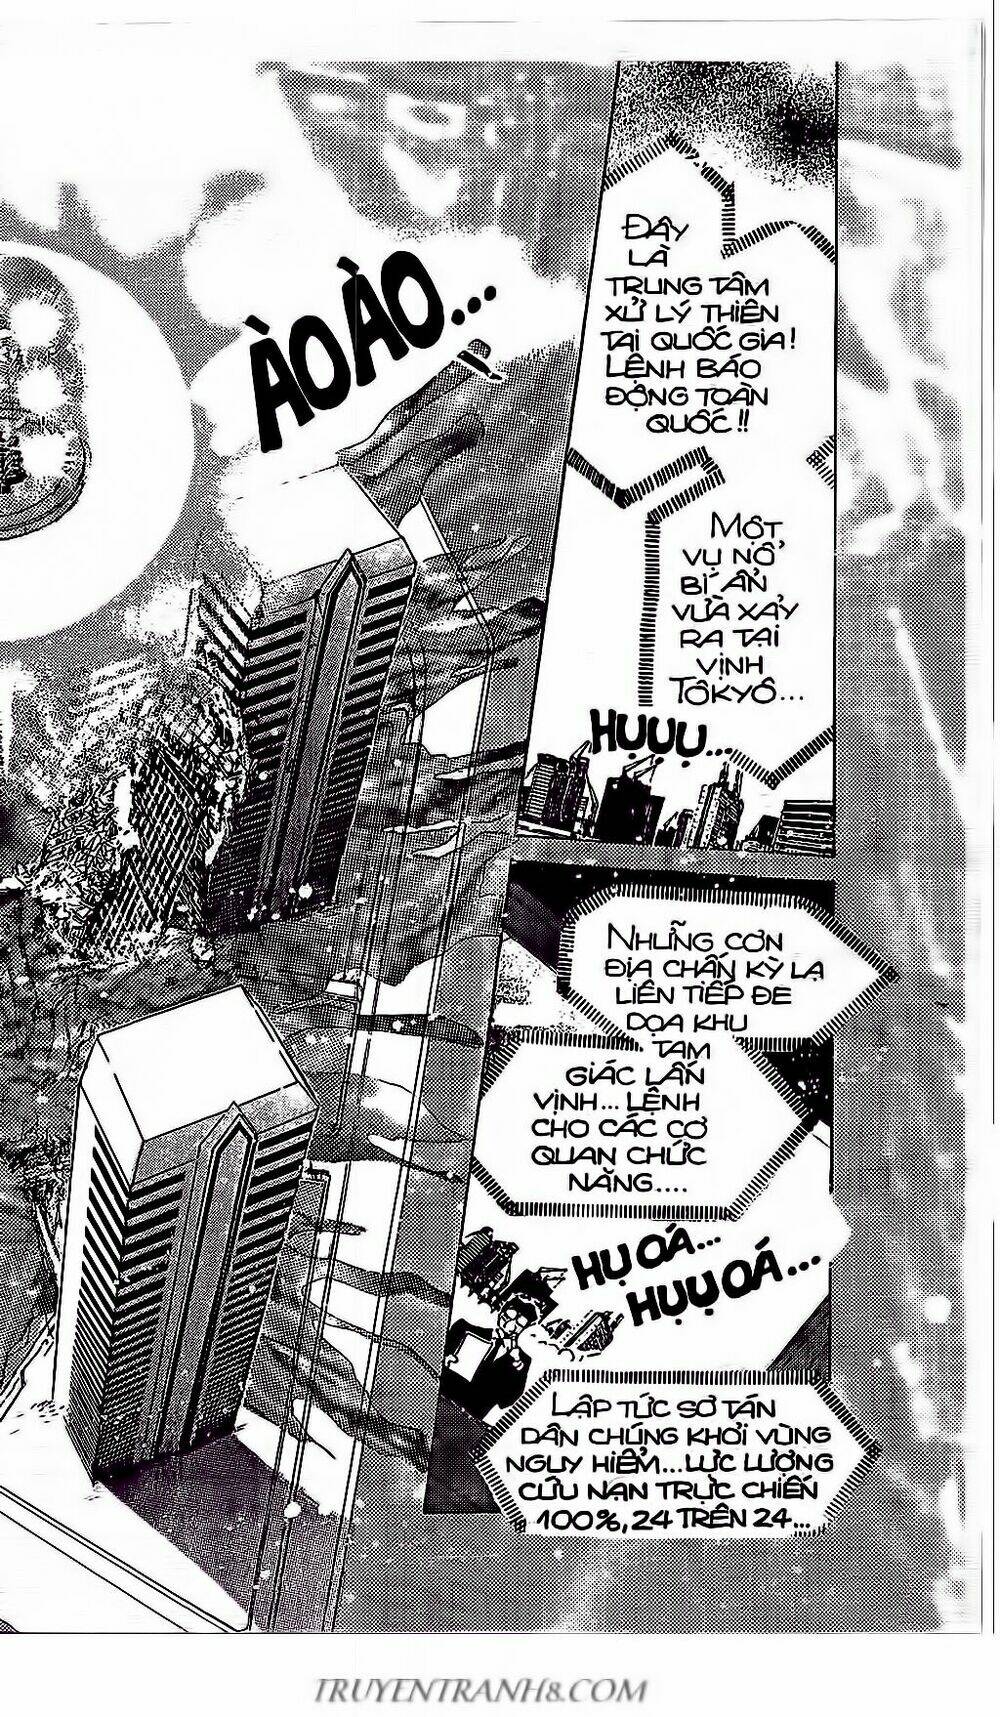 ĐÂY
LÀ
TRUNG TÂM
XỬ LÝ THIÊN
TAI QUỐC GIA!
LỆNH BÁO
ĐỘNG TOÀN
QUỐC!!
MỘT
VỤ NỔ
BÍ ẨN
VỪA XẢY
RA TẠI
VỊNH
TÔKYÔ...
HUUỤ...
ÀO ÀO...
NHỮNG CƠN
ĐỊA CHẤN KỲ LẠ
LIÊN TIẾP ĐE
DỌA KHU
TAM
GIÁC LẤN
VỊNH... LỆNH
CHO CÁC CƠ
QUAN CHỨC
NĂNG....
HỤ OÁ...
HỤỤ OÁ...
LẬP TỨC SƠ TÁN
DÂN CHÚNG KHỎI VÙNG
NGUY HIỂM... LỰC LƯỢNG
CỨU NẠN TRỰC CHIẾN
100%, 24 TRÊN 24...
TRUYENTRANH8.COM